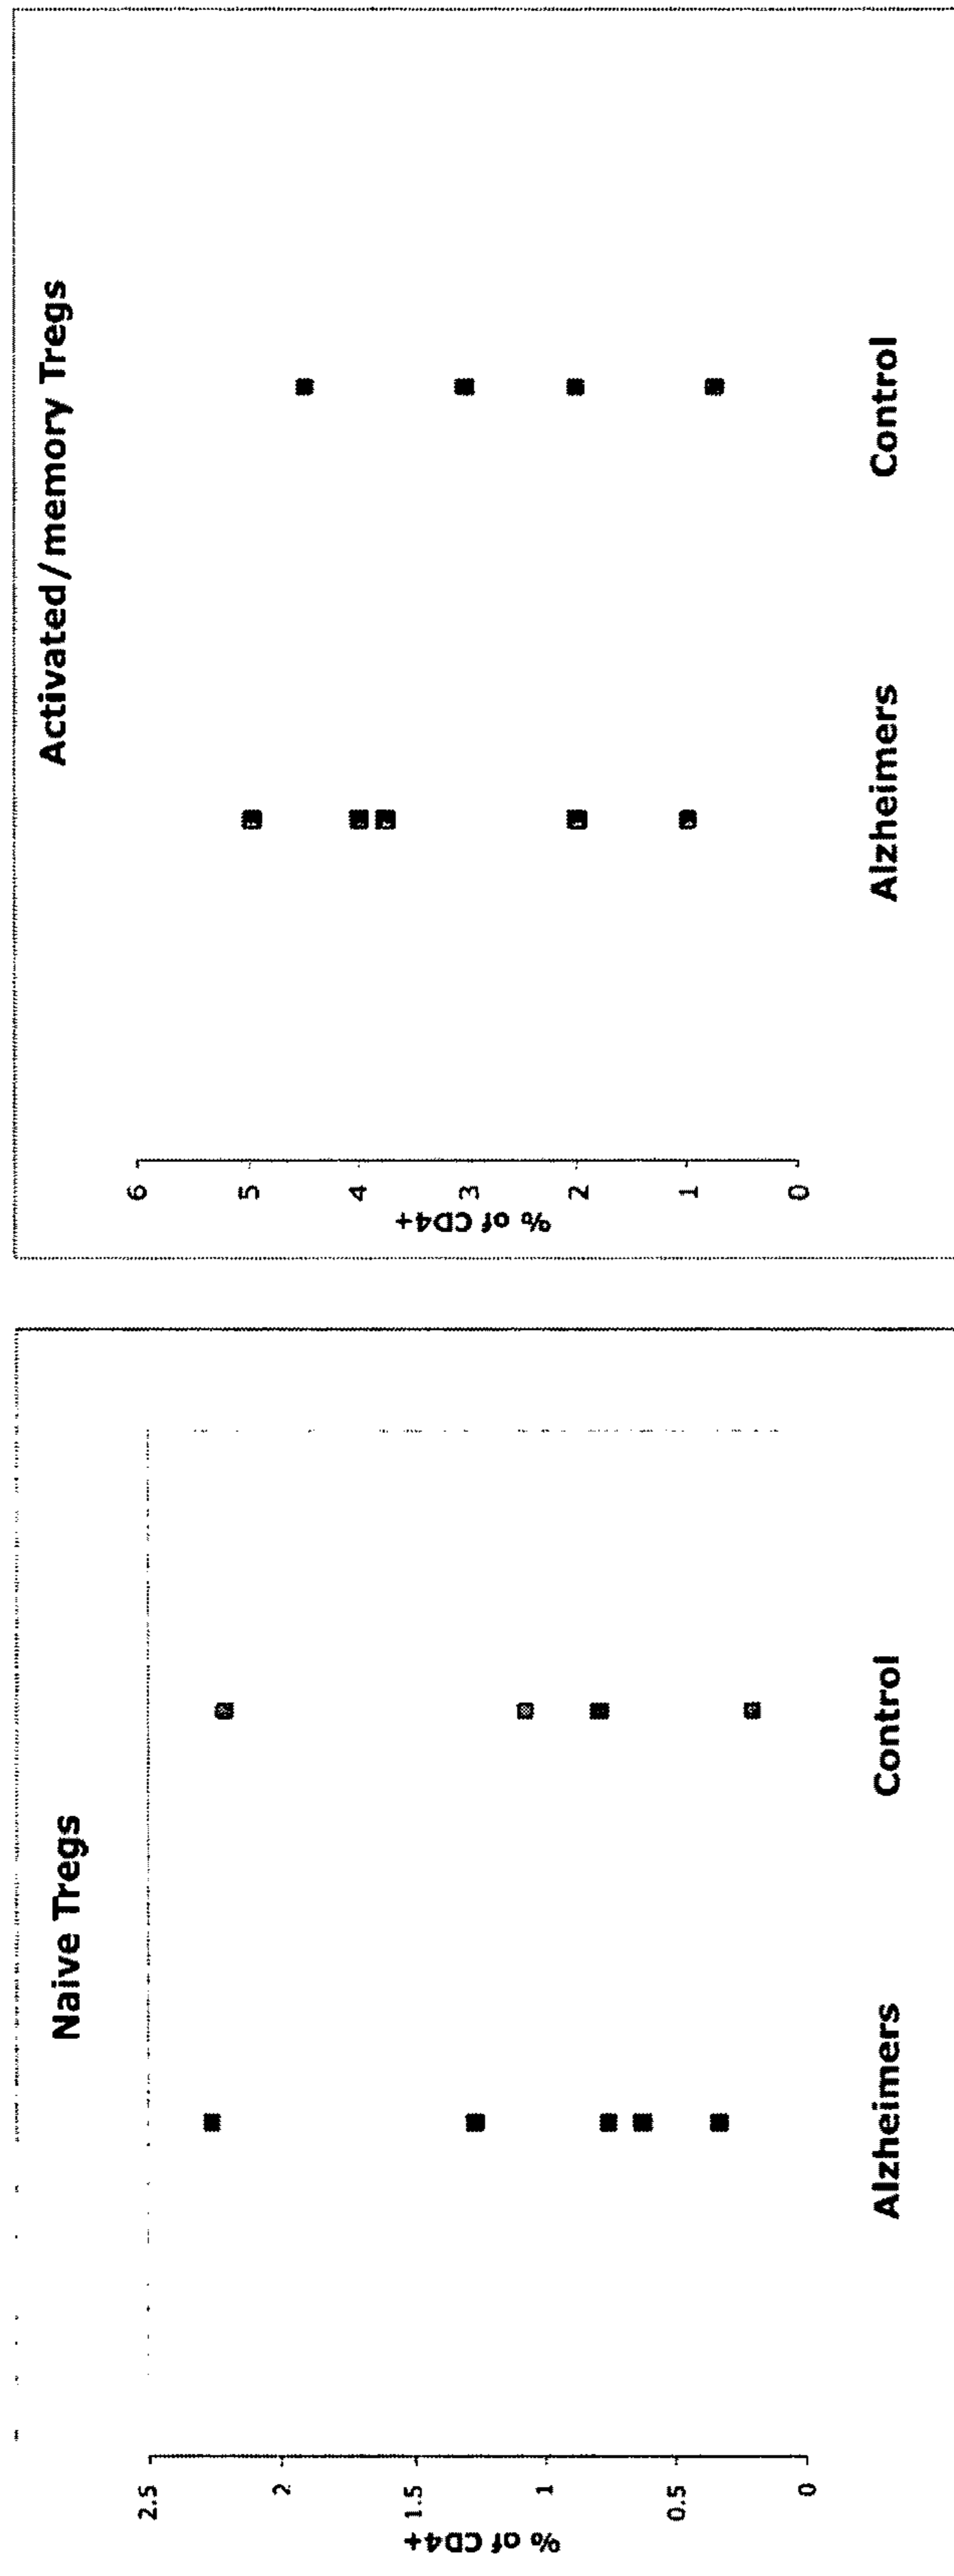 Naive Tregs
% of CD4+
2.5
2
1.5
1
0.5
0
Alzheimers
Control
Activated/memory Tregs
% of CD4+
6
5
4
3
2
1
0
Alzheimers
Control